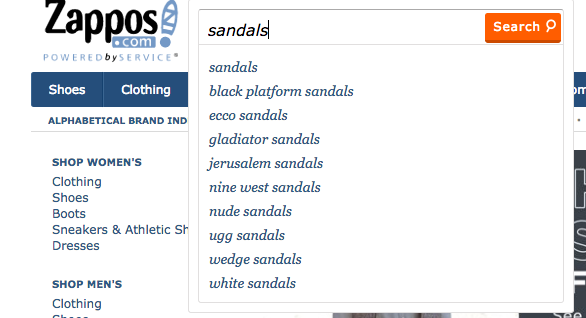 Zappos
.com
POWERED by SERVICE®
sandals
Search
sandals
black platform sandals
ecco sandals
gladiator sandals
jerusalem sandals
nine west sandals
nude sandals
ugg sandals
wedge sandals
white sandals
Shoes
Clothing
ALPHABETICAL BRAND IND
SHOP WOMEN'S
Clothing
Shoes
Boots
Sneakers & Athletic Sh
Dresses
SHOP MEN'S
Clothing
Shoes
See